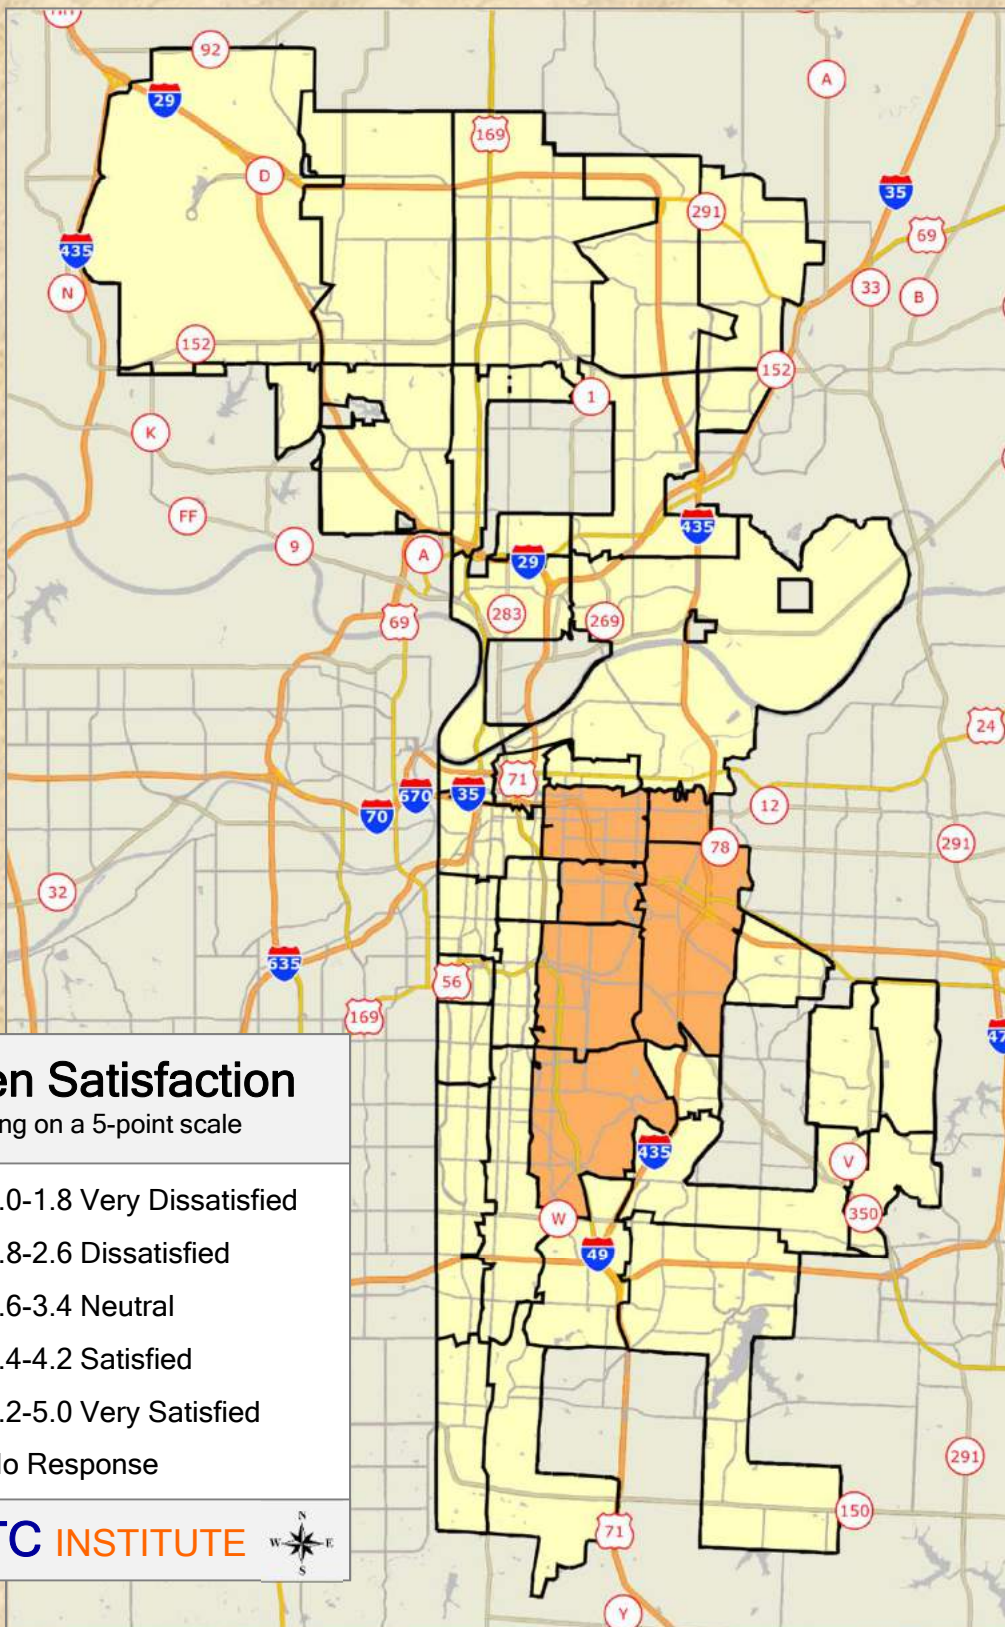 92
A
29
169
D
291
35
69
435
N
33
B
152
152
1
K
FF
435
9
A
29
283
269
69
24
71
670
35
70
12
78
291
32
635
56
169
47
en Satisfaction
ng on a 5-point scale
435
V
.0-1.8 Very Dissatisfied
350
W
.8-2.6 Dissatisfied
49
.6-3.4 Neutral
.4-4.2 Satisfied
.2-5.0 Very Satisfied
o Response
291
150
TC INSTITUTE
N
W
E
S
71
Y